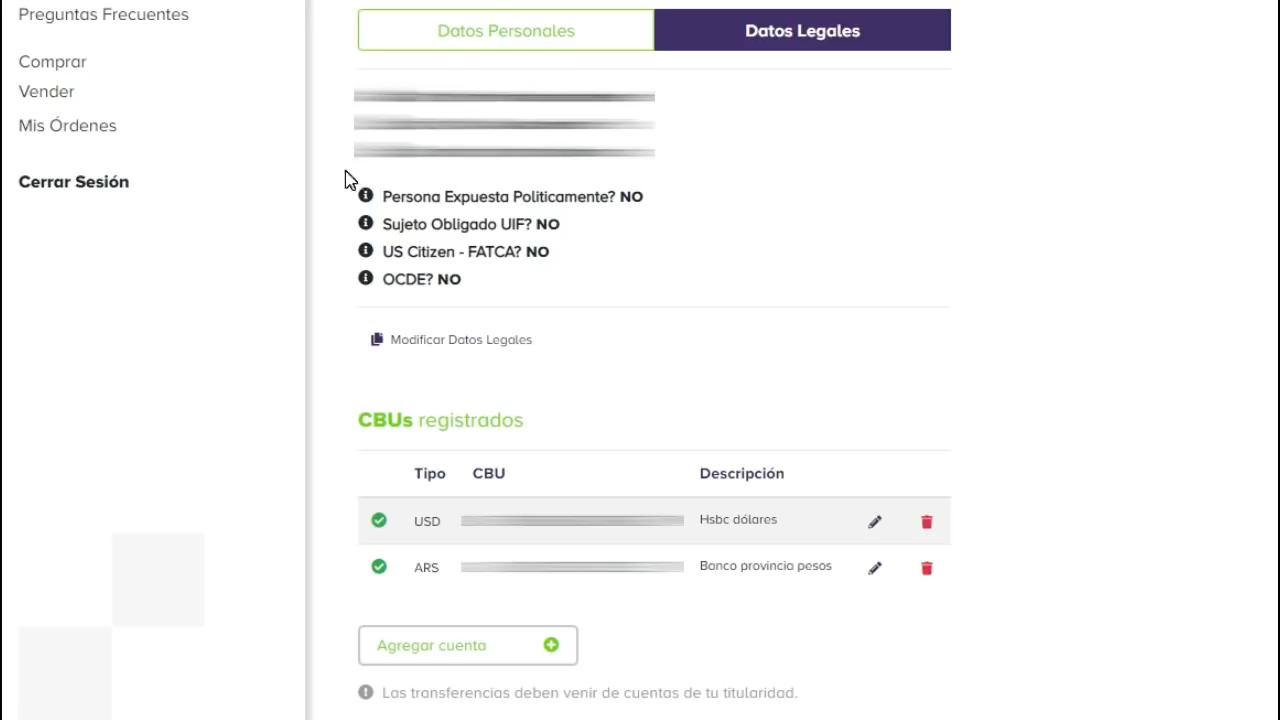 Preguntas Frecuentes
Comprar
Vender
Mis Órdenes
Cerrar Sesión
Datos Personales
Datos Legales
Persona Expuesta Politicamente? NO
Sujeto Obligado UIF? NO
US Citizen - FATCA? NO
OCDE? NO
Modificar Datos Legales
CBUs registrados
Tipo CBU Descripción
USD Hsbc dólares
ARS Banco provincia pesos
Agregar cuenta
Las transferencias deben venir de cuentas de tu titularidad.